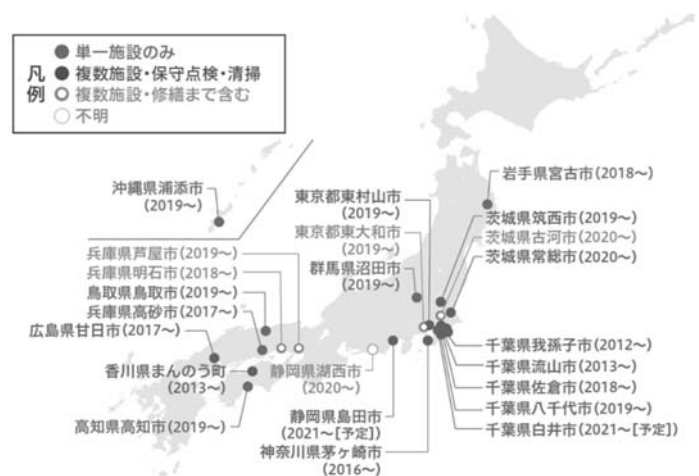 凡例
単一施設のみ
複数施設・保守点検・清掃
複数施設・修繕まで含む
不明
沖縄県浦添市
(2019〜)
岩手県宮古市(2018〜)
東京都東村山市
(2019〜)
東京都東大和市
(2019〜)
群馬県沼田市
(2019〜)
茨城県筑西市(2019〜)
茨城県古河市(2020〜)
茨城県常総市(2020〜)
兵庫県芦屋市(2019〜)
兵庫県明石市(2018〜)
鳥取県鳥取市(2019〜)
兵庫県高砂市(2017〜)
広島県甘日市(2017〜)
香川県まんのう町
(2013〜)
高知県高知市(2019〜)
静岡県湖西市
(2020〜)
静岡県島田市
(2021〜[予定])
神奈川県茅ヶ崎市
(2016〜)
千葉県我孫子市(2012〜)
千葉県流山市(2013〜)
千葉県佐倉市(2018〜)
千葉県八千代市(2019〜)
千葉県白井市(2021〜[予定])